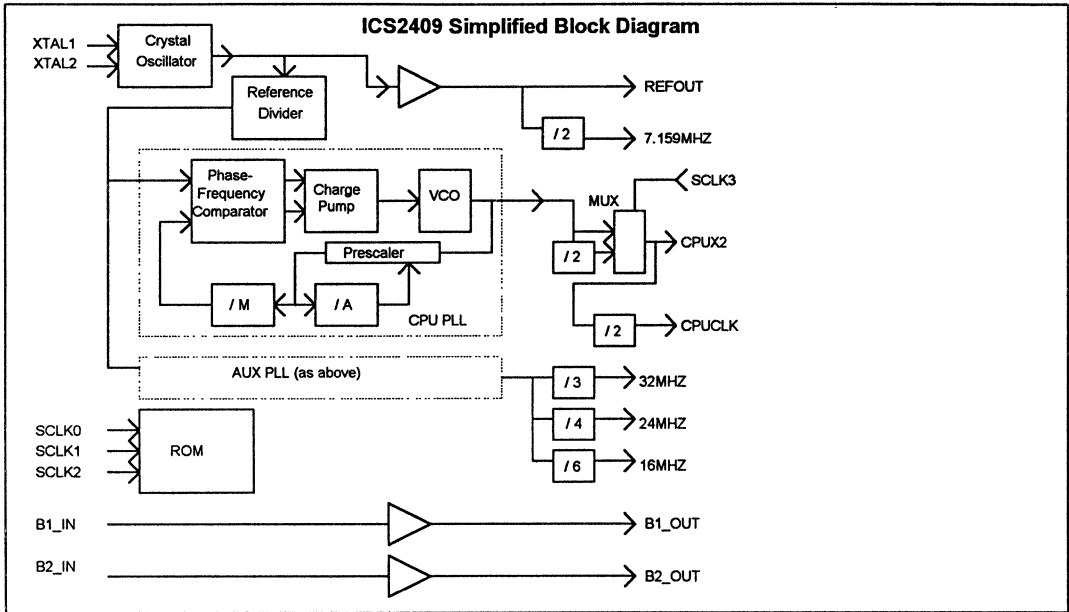 ICS2409 Simplified Block Diagram
XTAL1
XTAL2
Crystal
Oscillator
Reference
Divider
REFOUT
/ 2
7.159MHZ
Phase-
Frequency
Comparator
Charge
Pump
VCO
Prescaler
/ M
/ A
CPU PLL
MUX
SCLK3
/ 2
CPUX2
/ 2
CPUCLK
AUX PLL (as above)
/ 3
32MHZ
/ 4
24MHZ
/ 6
16MHZ
SCLK0
SCLK1
SCLK2
ROM
B1_IN
B1_OUT
B2_IN
B2_OUT